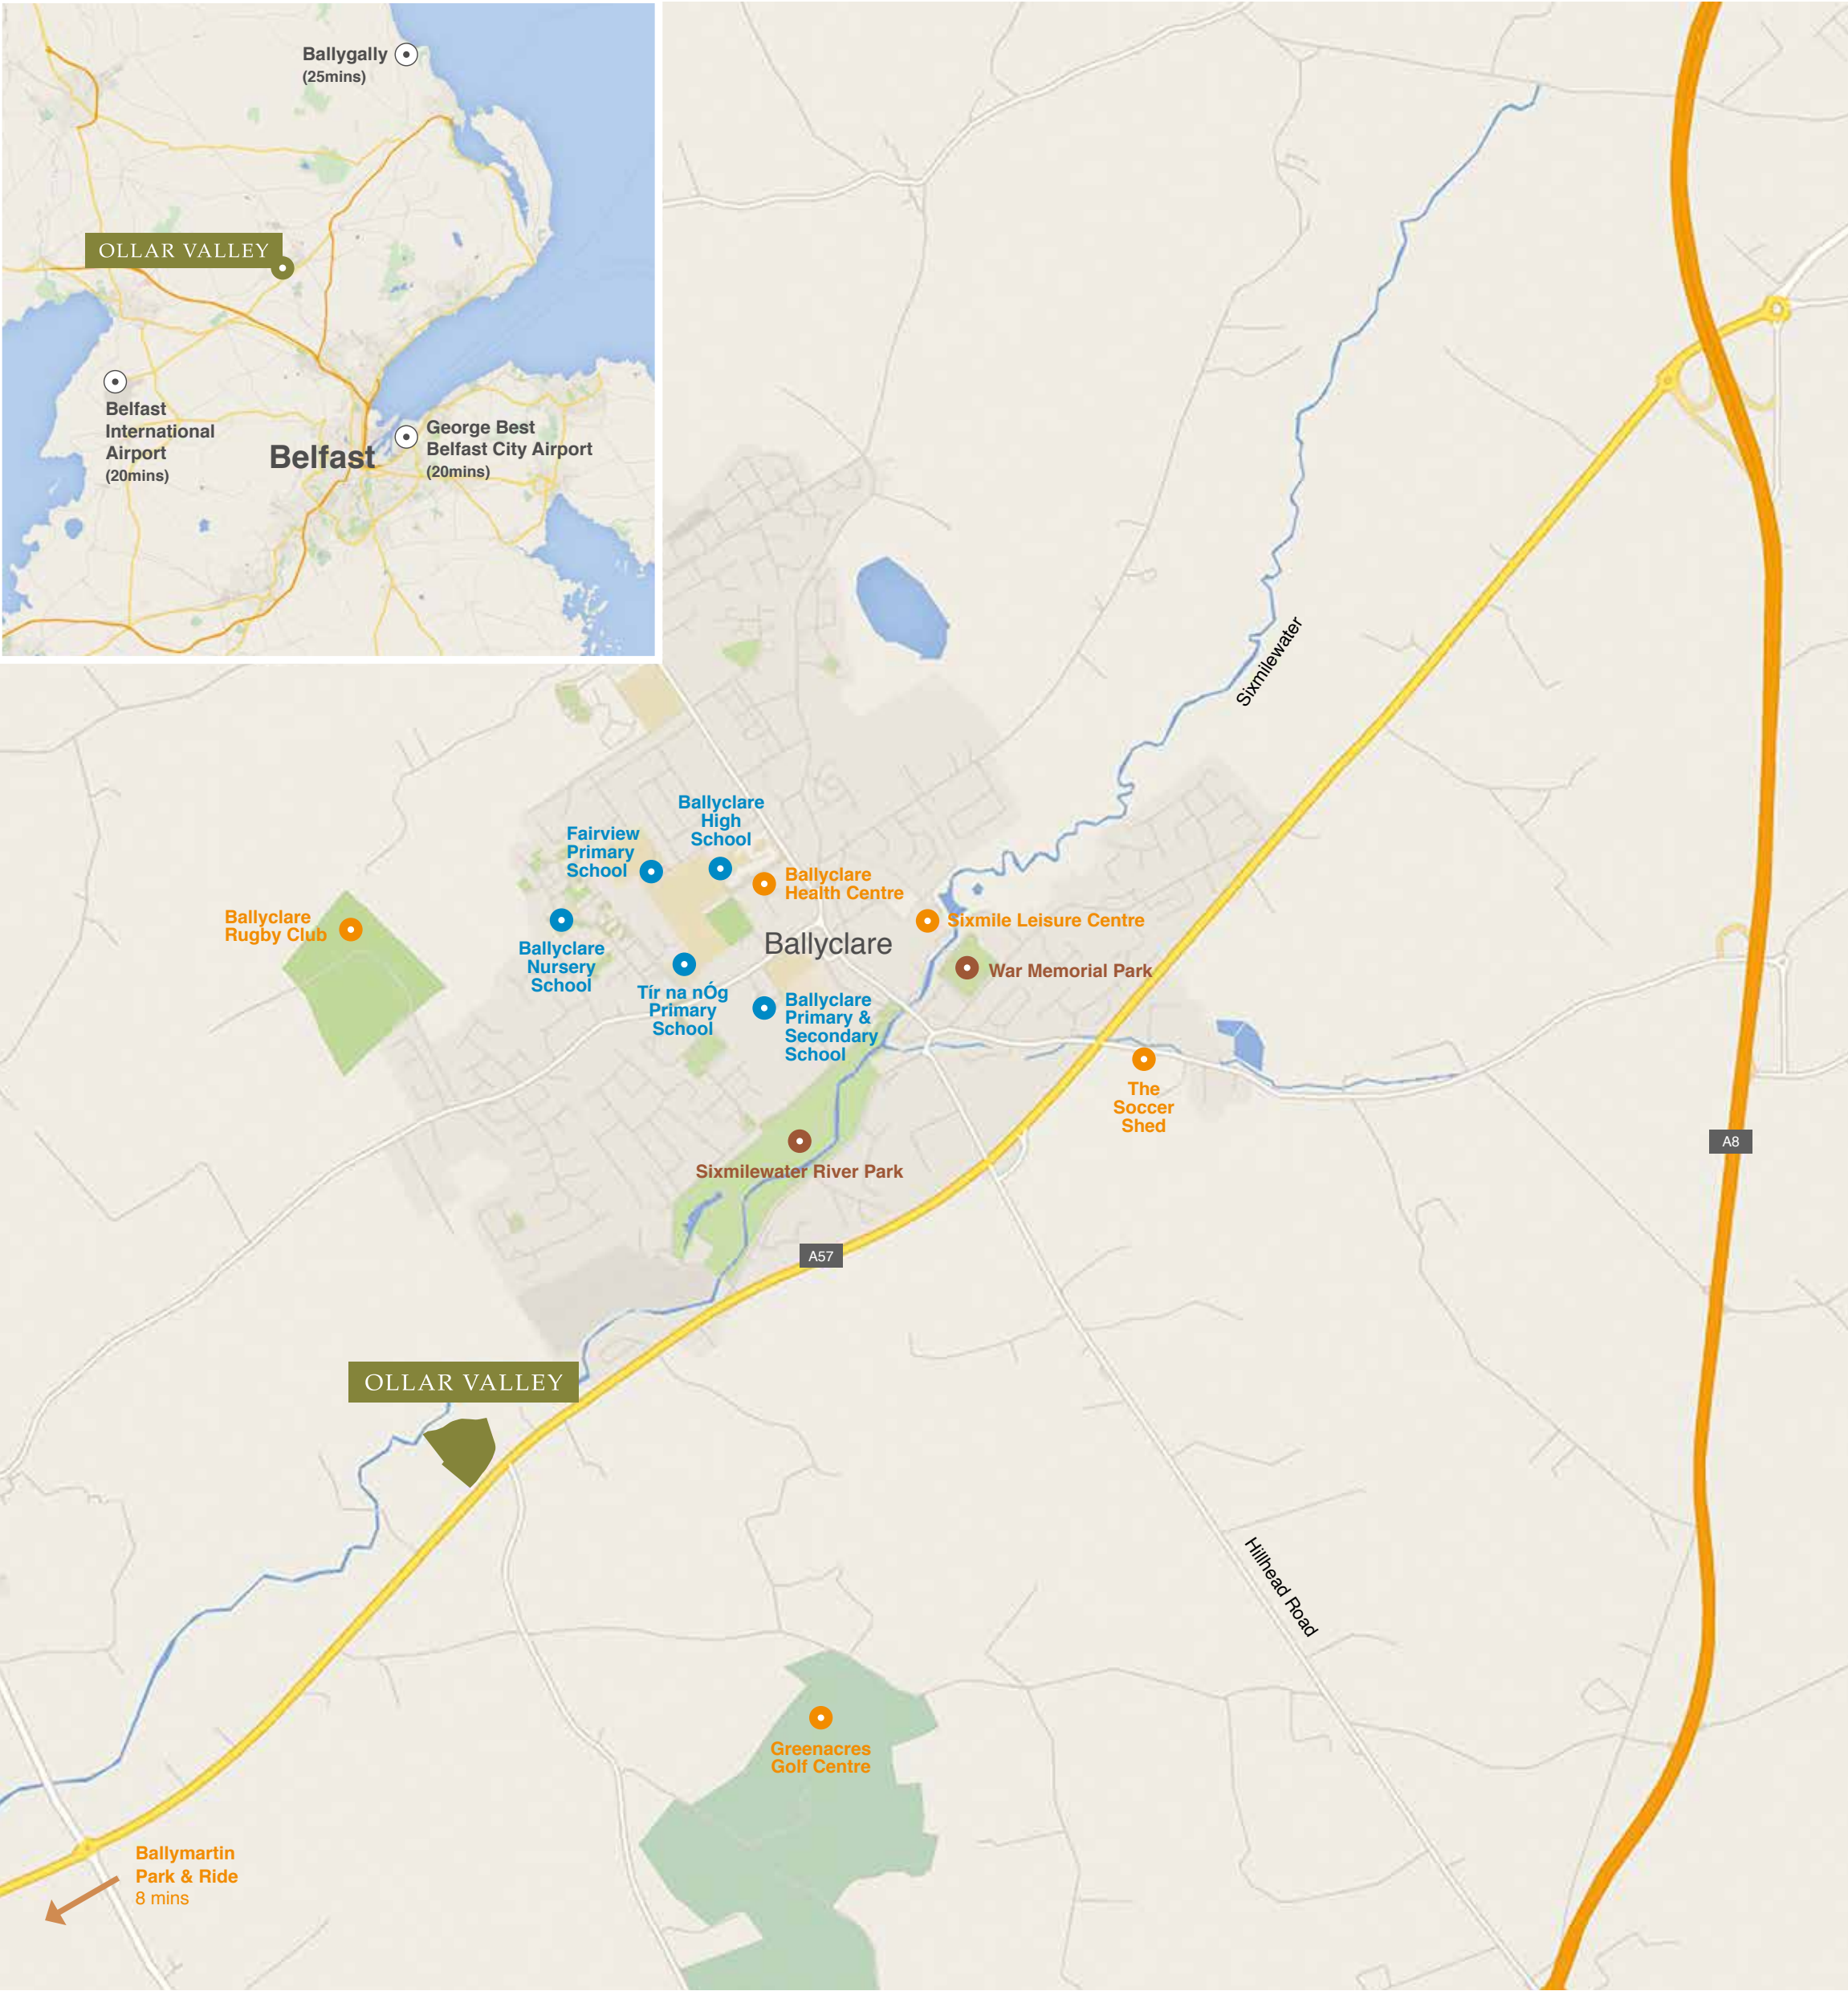 Ballygally
(25mins)
OLLAR VALLEY
Belfast
International
Airport
(20mins)
Belfast
George Best
Belfast City Airport
(20mins)
Sixmilewater
Ballyclare
High
School
Fairview
Primary
School
Ballyclare
Health Centre
Ballyclare
Rugby Club
Ballyclare
Nursery
School
Sixmile Leisure Centre
Ballyclare
War Memorial Park
Tír na nÓg
Primary
School
Ballyclare
Primary &
Secondary
School
The
Soccer
Shed
A8
Sixmilewater River Park
A57
OLLAR VALLEY
Hillhead Road
Greenacres
Golf Centre
Ballymartin
Park & Ride
8 mins